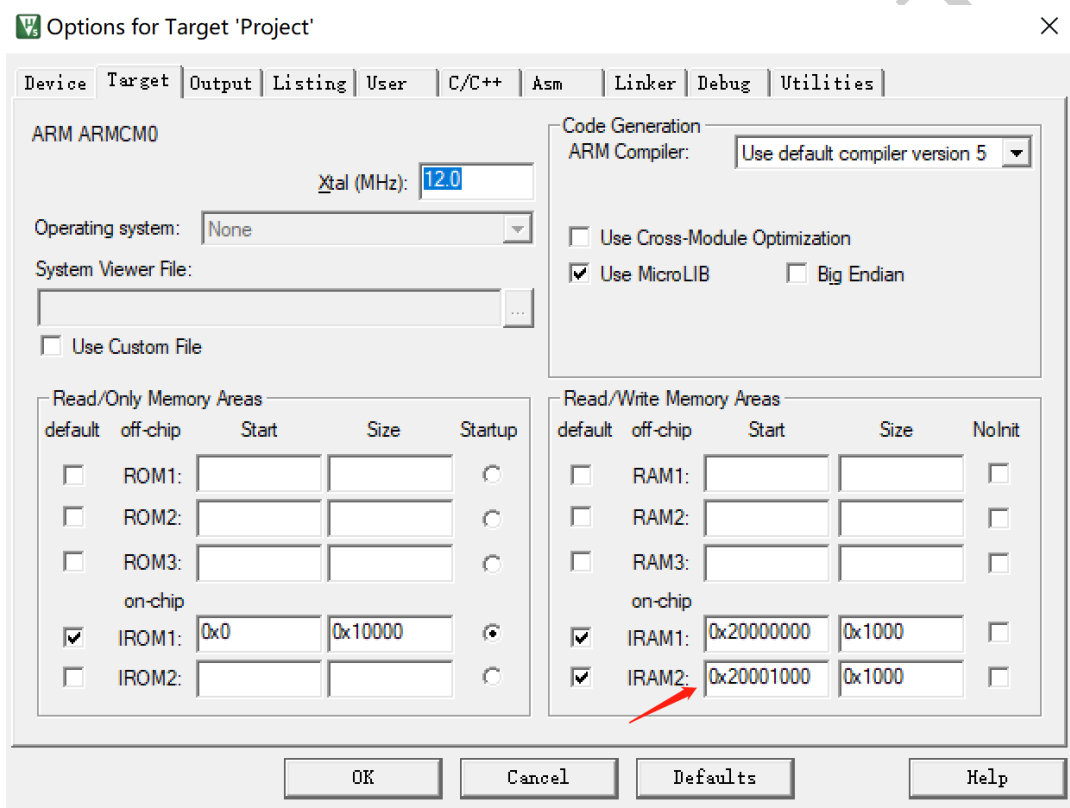 Options for Target 'Project'
Device Target Output Listing User C/C++ Asm Linker Debug Utilities
ARM ARMCM0
Xtal (MHz): 12.0
Operating system: None
System Viewer File:
...
Use Custom File
Code Generation
ARM Compiler: Use default compiler version 5
Use Cross-Module Optimization
Use MicroLIB Big Endian
Read/Only Memory Areas
default off-chip Start Size Startup
ROM1:
ROM2:
ROM3:
on-chip
IROM1: 0x0 0x10000
IROM2:
Read/Write Memory Areas
default off-chip Start Size NoInit
RAM1:
RAM2:
RAM3:
on-chip
IRAM1: 0x20000000 0x1000
IRAM2: 0x20001000 0x1000
OK Cancel Defaults Help